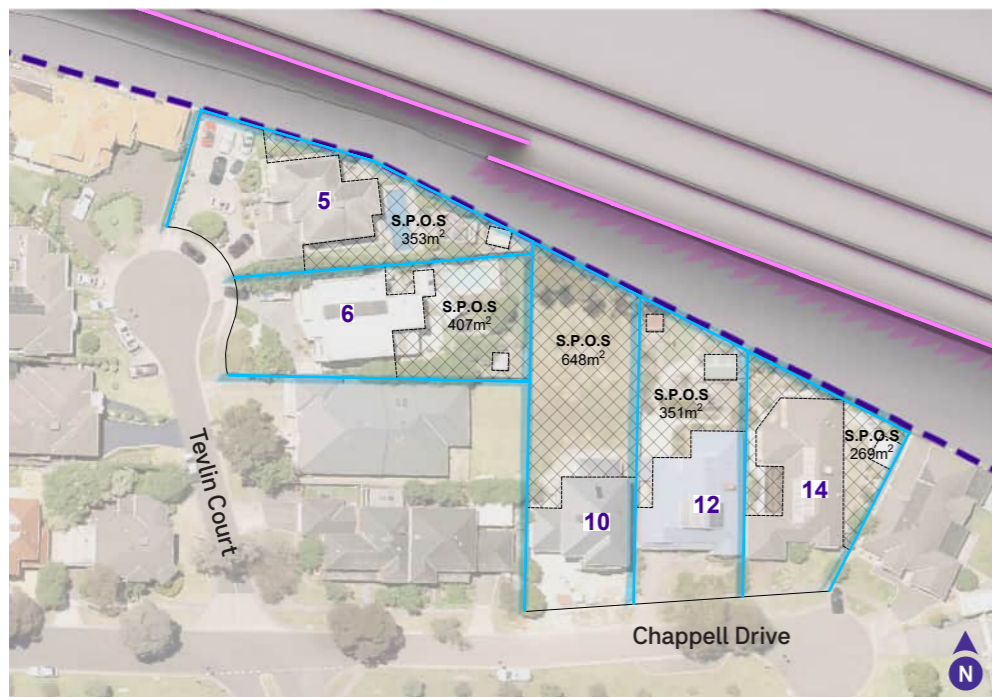 5
S.P.O.S
353m²
6
S.P.O.S
407m²
S.P.O.S
648m²
S.P.O.S
351m²
S.P.O.S
269m²
10
12
14
Tevlin Court
Chappell Drive
N